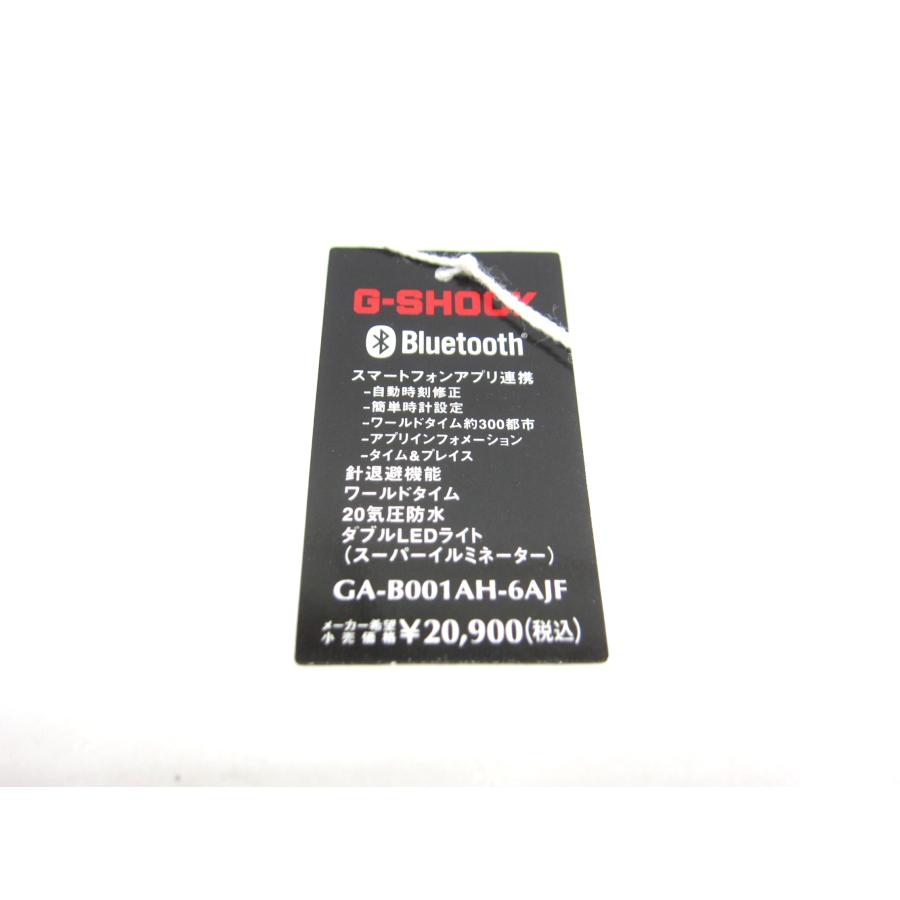 G-SHOCK
Bluetooth®
スマートフォンアプリ連携
-自動時刻修正
-簡単時計設定
-ワールドタイム約300都市
-アプリインフォメーション
-タイム&プレイス
針退避機能
ワールドタイム
20気圧防水
ダブルLEDライト
(スーパーイルミネーター)
GA-B001AH-6AJF
メーカー希望小売価格 ¥20,900(税込)